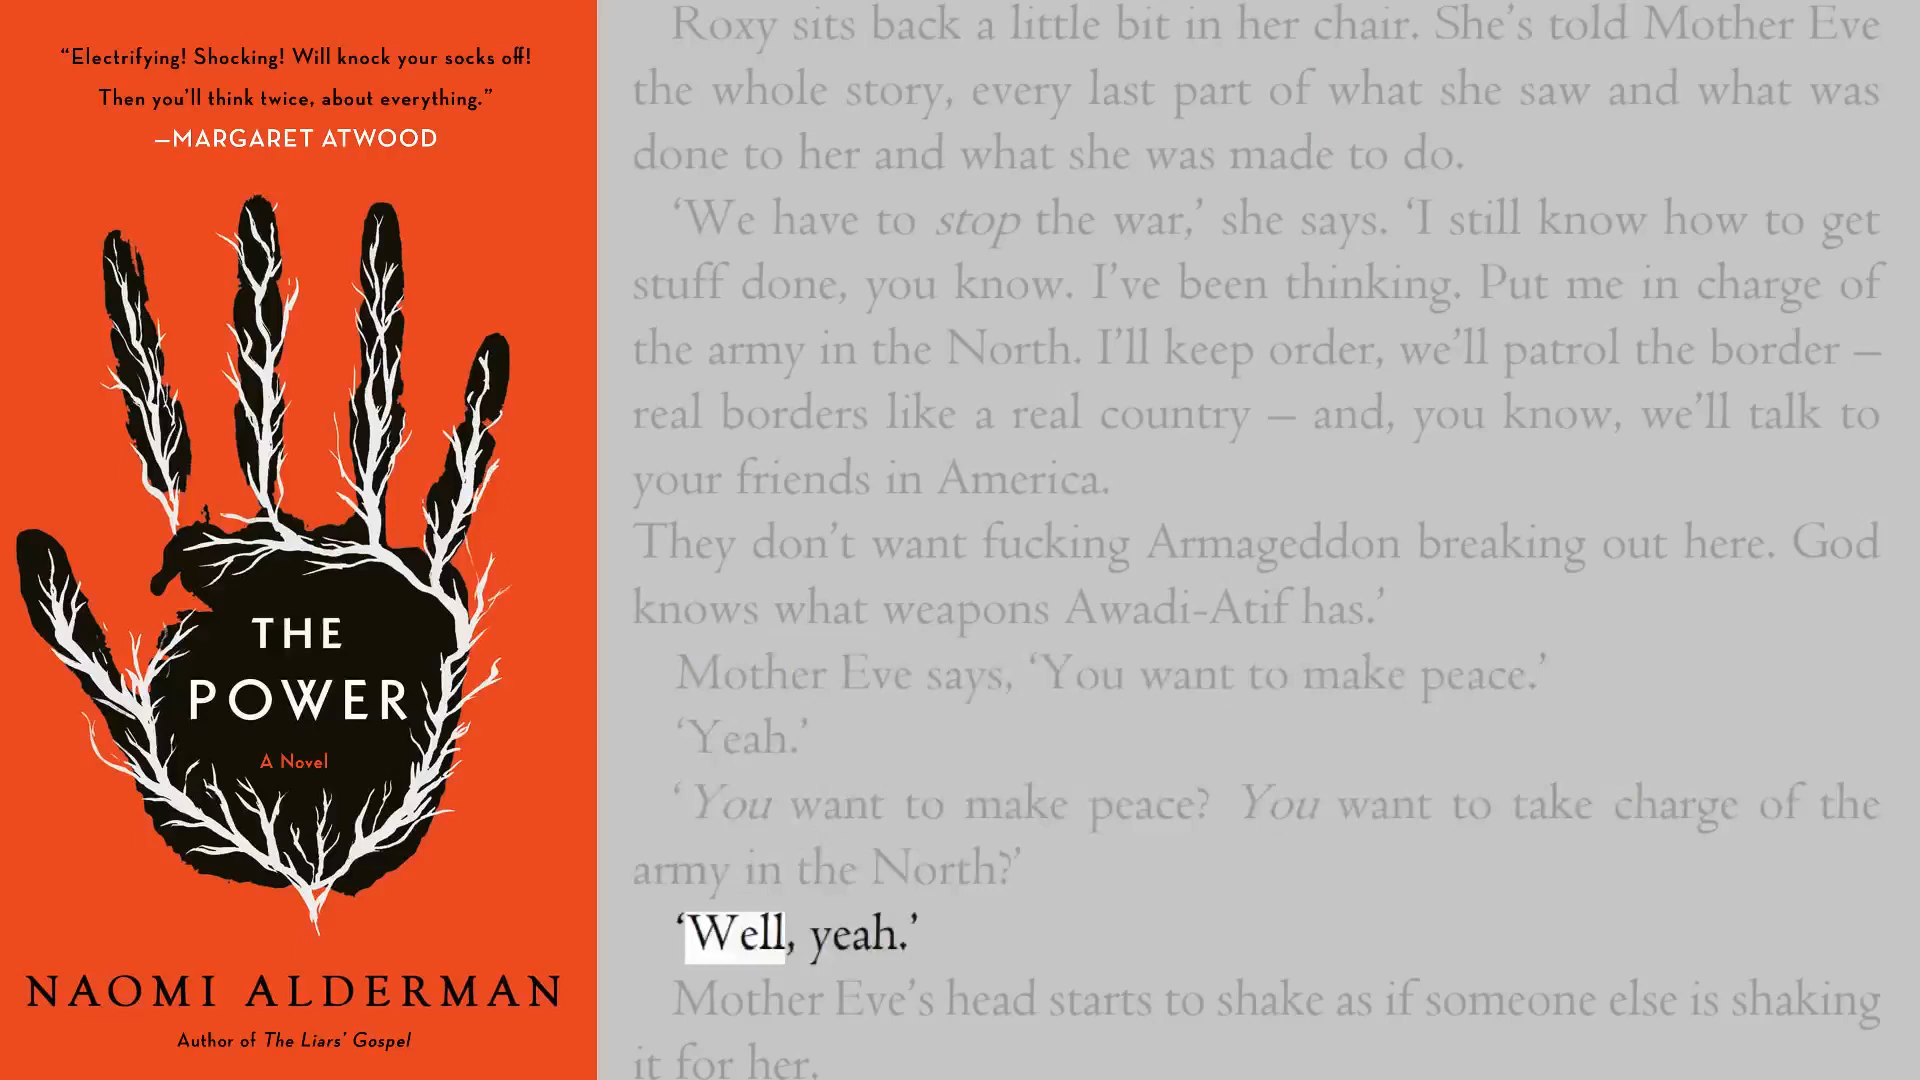 “Electrifying! Shocking! Will knock your socks off!
Then you’ll think twice, about everything.”
—MARGARET ATWOOD
THE
POWER
A Novel
NAOMI ALDERMAN
Author of The Liars’ Gospel
Roxy sits back a little bit in her chair. She’s told Mother Eve
the whole story, every last part of what she saw and what was
done to her and what she was made to do.
‘We have to stop the war,’ she says. ‘I still know how to get
stuff done, you know. I’ve been thinking. Put me in charge of
the army in the North. I’ll keep order, we’ll patrol the border –
real borders like a real country – and, you know, we’ll talk to
your friends in America.
They don’t want fucking Armageddon breaking out here. God
knows what weapons Awadi-Atif has.’
Mother Eve says, ‘You want to make peace.’
‘Yeah.’
‘You want to make peace? You want to take charge of the
army in the North?’
‘Well, yeah.’
Mother Eve’s head starts to shake as if someone else is shaking
it for her.